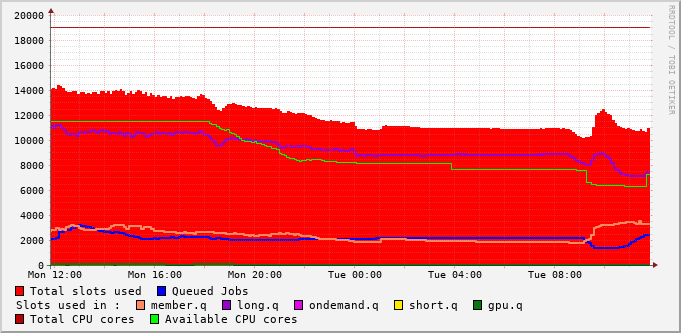 20000
18000
16000
14000
12000
10000
8000
6000
4000
2000
0
Mon 12:00 Mon 16:00 Mon 20:00 Tue 00:00 Tue 04:00 Tue 08:00
Total slots used Queued Jobs
Slots used in : member.q long.q ondemand.q short.q gpu.q
Total CPU cores Available CPU cores
RRDTOOL / TOBI OETIKER